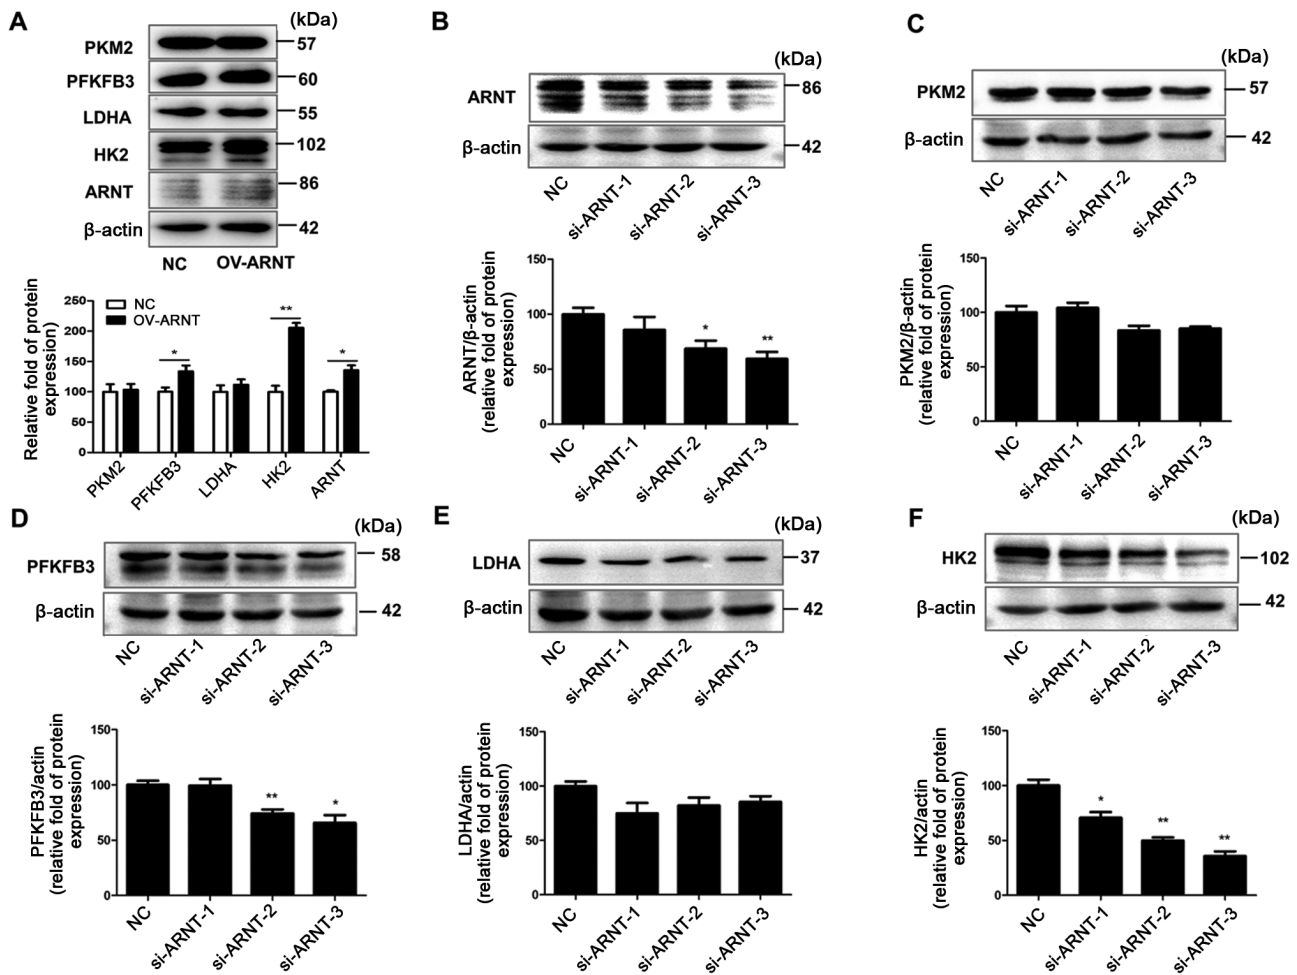 A
(kDa)
PKM2
57
PFKFB3
60
LDHA
55
HK2
102
ARNT
86
β-actin
42
NC
OV-ARNT
Relative fold of protein
expression)
250
200
150
100
50
0
NC
OV-ARNT
*
**
*
PKM2
PFKFB3
LDHA
HK2
ARNT
B
(kDa)
ARNT
86
β-actin
42
NC
si-ARNT-1
si-ARNT-2
si-ARNT-3
ARNT/β-actin
(relative fold of protein
expression)
150
100
50
0
*
**
NC
si-ARNT-1
si-ARNT-2
si-ARNT-3
C
(kDa)
PKM2
57
β-actin
42
NC
si-ARNT-1
si-ARNT-2
si-ARNT-3
PKM2/β-actin
(relative fold of protein
expression)
150
100
50
0
NC
si-ARNT-1
si-ARNT-2
si-ARNT-3
D
(kDa)
PFKFB3
58
β-actin
42
NC
si-ARNT-1
si-ARNT-2
si-ARNT-3
PFKFB3/actin
(relative fold of protein
expression)
150
100
50
0
**
*
NC
si-ARNT-1
si-ARNT-2
si-ARNT-3
E
(kDa)
LDHA
37
β-actin
42
NC
si-ARNT-1
si-ARNT-2
si-ARNT-3
LDHA/actin
(relative fold of protein
expression)
150
100
50
0
NC
si-ARNT-1
si-ARNT-2
si-ARNT-3
F
(kDa)
HK2
102
β-actin
42
NC
si-ARNT-1
si-ARNT-2
si-ARNT-3
HK2/actin
(relative fold of protein
expression)
150
100
50
0
*
**
**
NC
si-ARNT-1
si-ARNT-2
si-ARNT-3